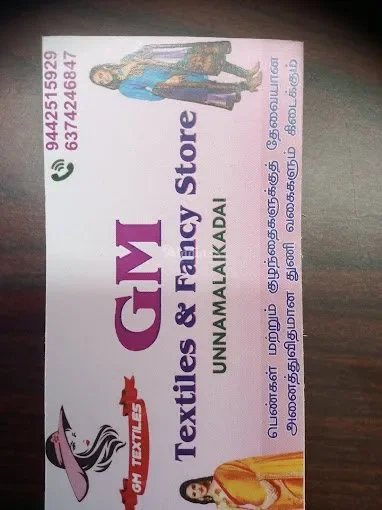 9442515929
6374246847
GM
Textiles & Fancy Store
UNNAMALAIKADAI
GM TEXTILES
பெண்கள் மற்றும் குழந்தைகளுக்குத் தேவையான
அனைத்துவிதமான துணி வகைகளும் கிடைக்கும்